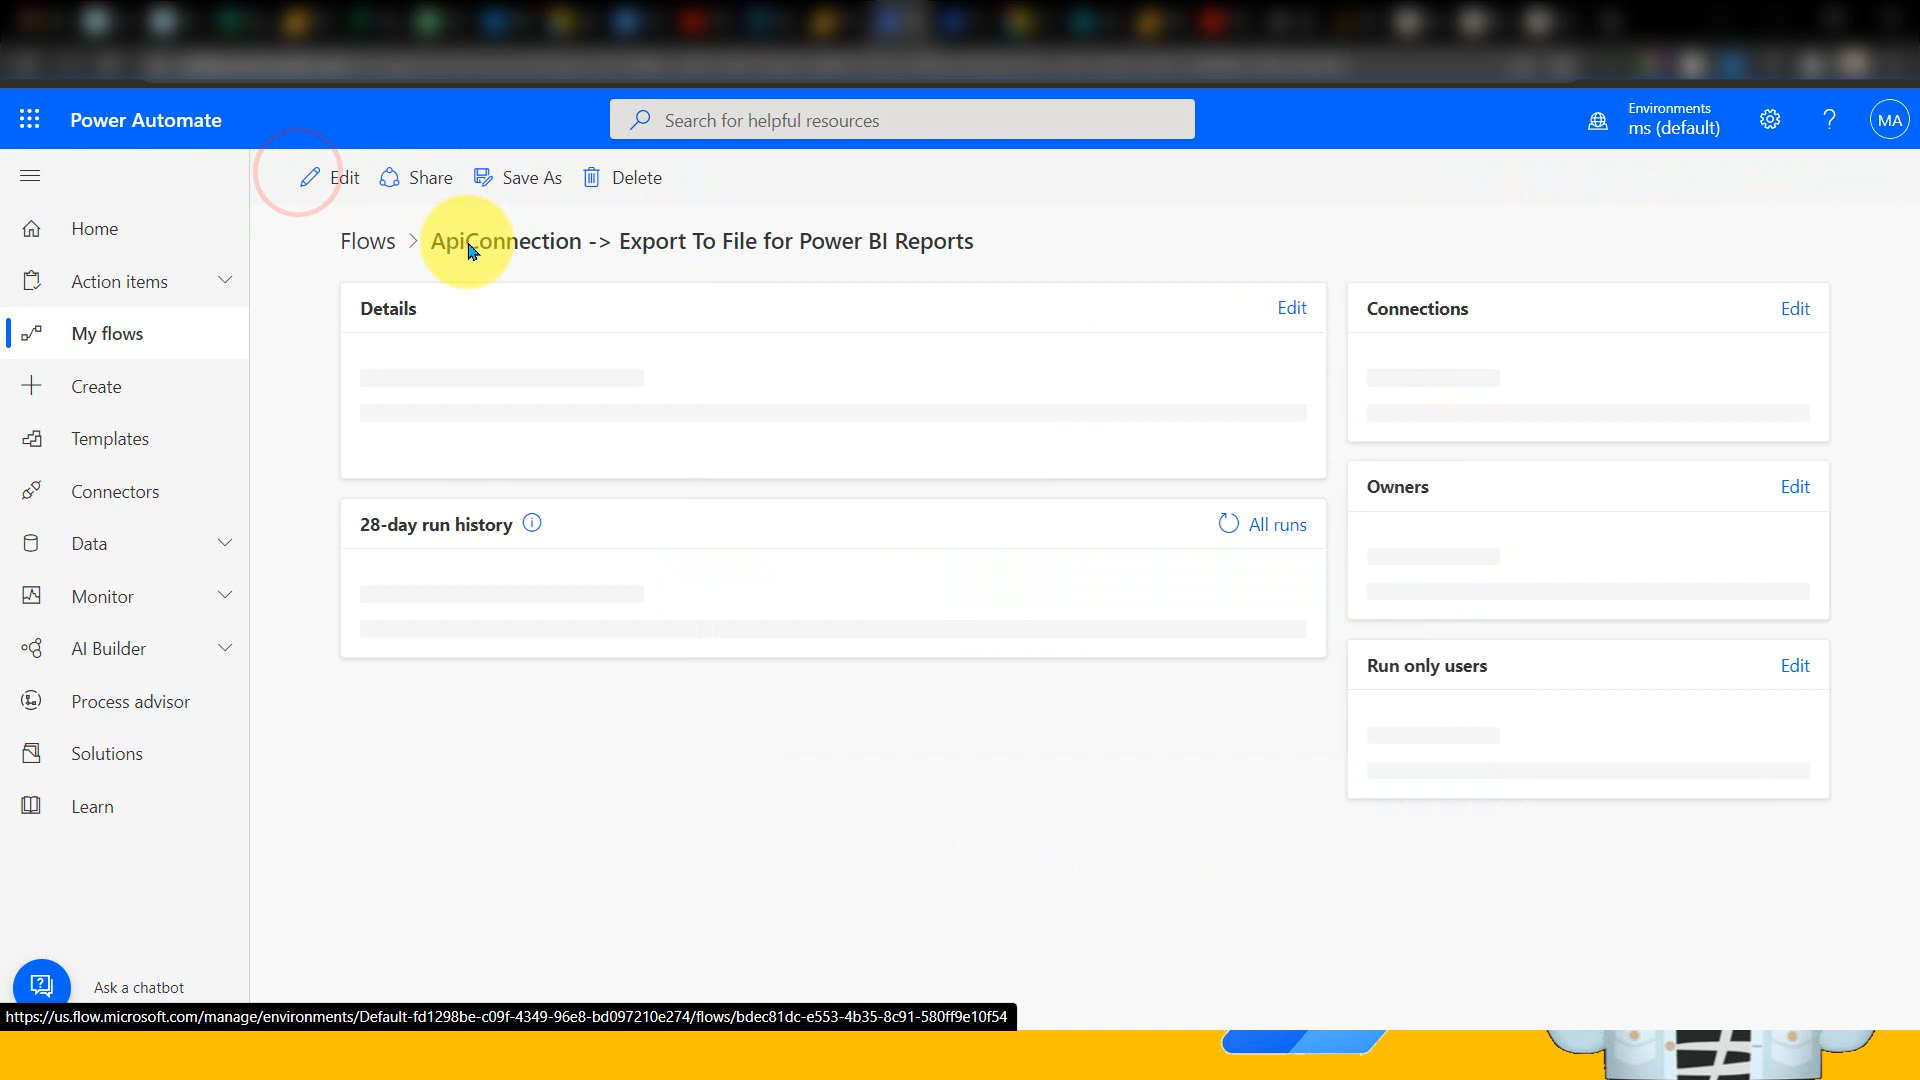 Power Automate
Search for helpful resources
Environments
ms (default)
MA
Edit
Share
Save As
Delete
Home
Action items
My flows
Create
Templates
Connectors
Data
Monitor
AI Builder
Process advisor
Solutions
Learn
Ask a chatbot
Flows > ApiConnection -> Export To File for Power BI Reports
Details
Edit
Connections
Edit
28-day run history
All runs
Owners
Edit
Run only users
Edit
https://us.flow.microsoft.com/manage/environments/Default-fd1298be-c09f-4349-96e8-bd097210e274/flows/bdec81dc-e553-4b35-8c91-580ff9e10f54